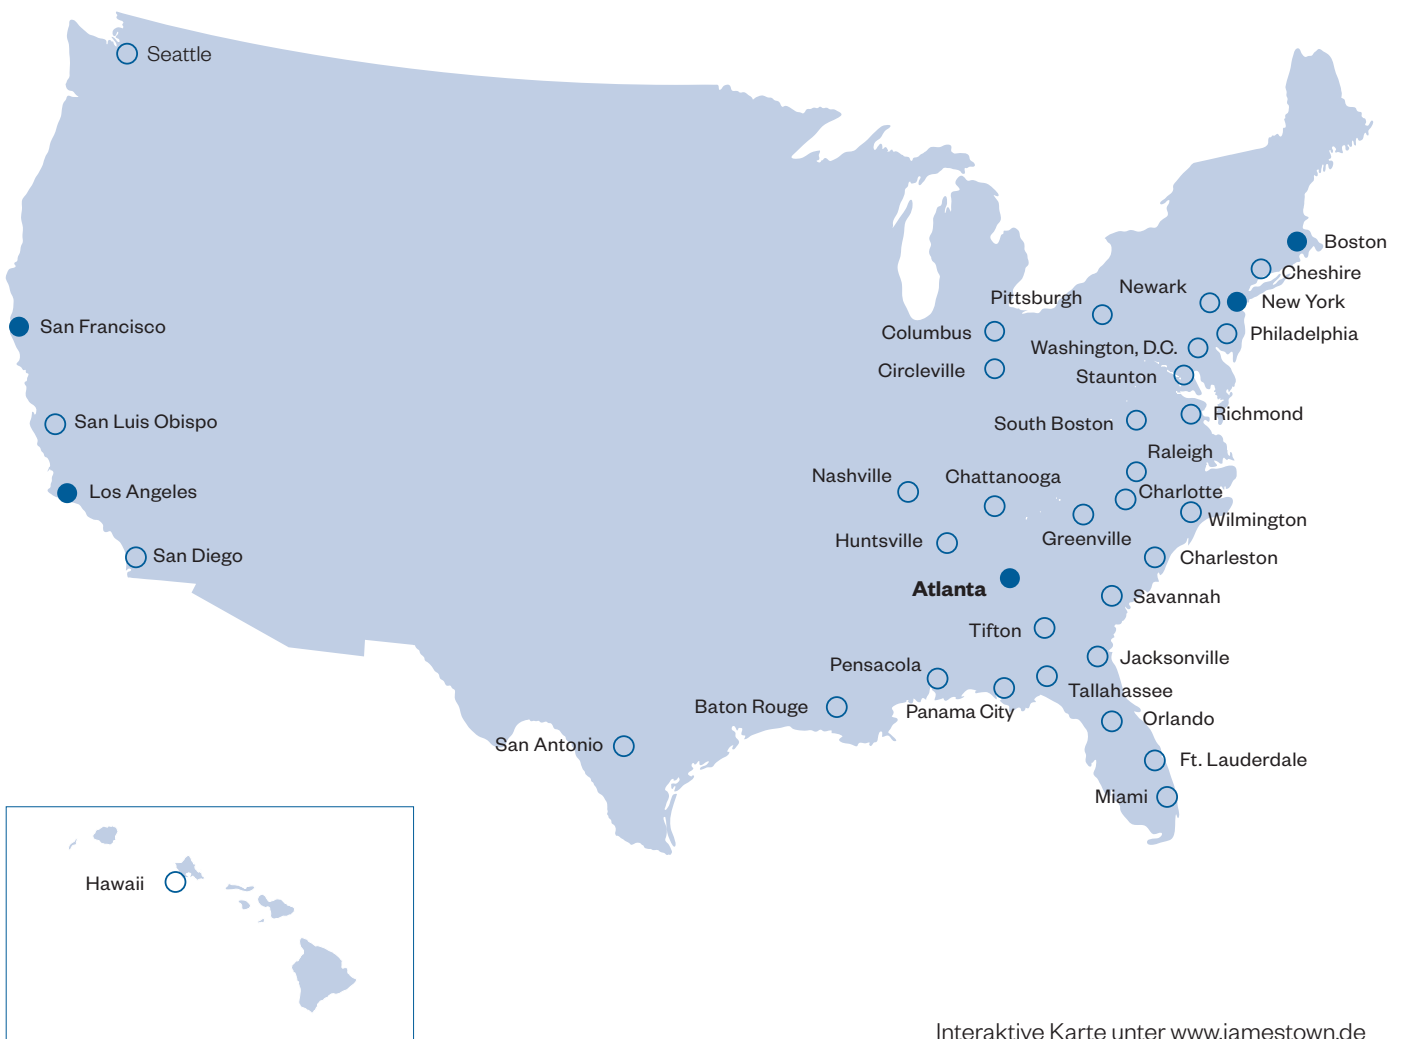 Seattle
Boston
Cheshire
Newark
Pittsburgh
New York
San Francisco
Columbus
Philadelphia
Washington, D.C.
Circleville
Staunton
Richmond
San Luis Obispo
South Boston
Raleigh
Nashville
Chattanooga
Los Angeles
Charlotte
Wilmington
Greenville
Huntsville
San Diego
Charleston
Atlanta
Savannah
Tifton
Jacksonville
Pensacola
Tallahassee
Baton Rouge
Panama City
Orlando
San Antonio
Ft. Lauderdale
Miami
Hawaii
Interaktive Karte unter www.jamestown.de